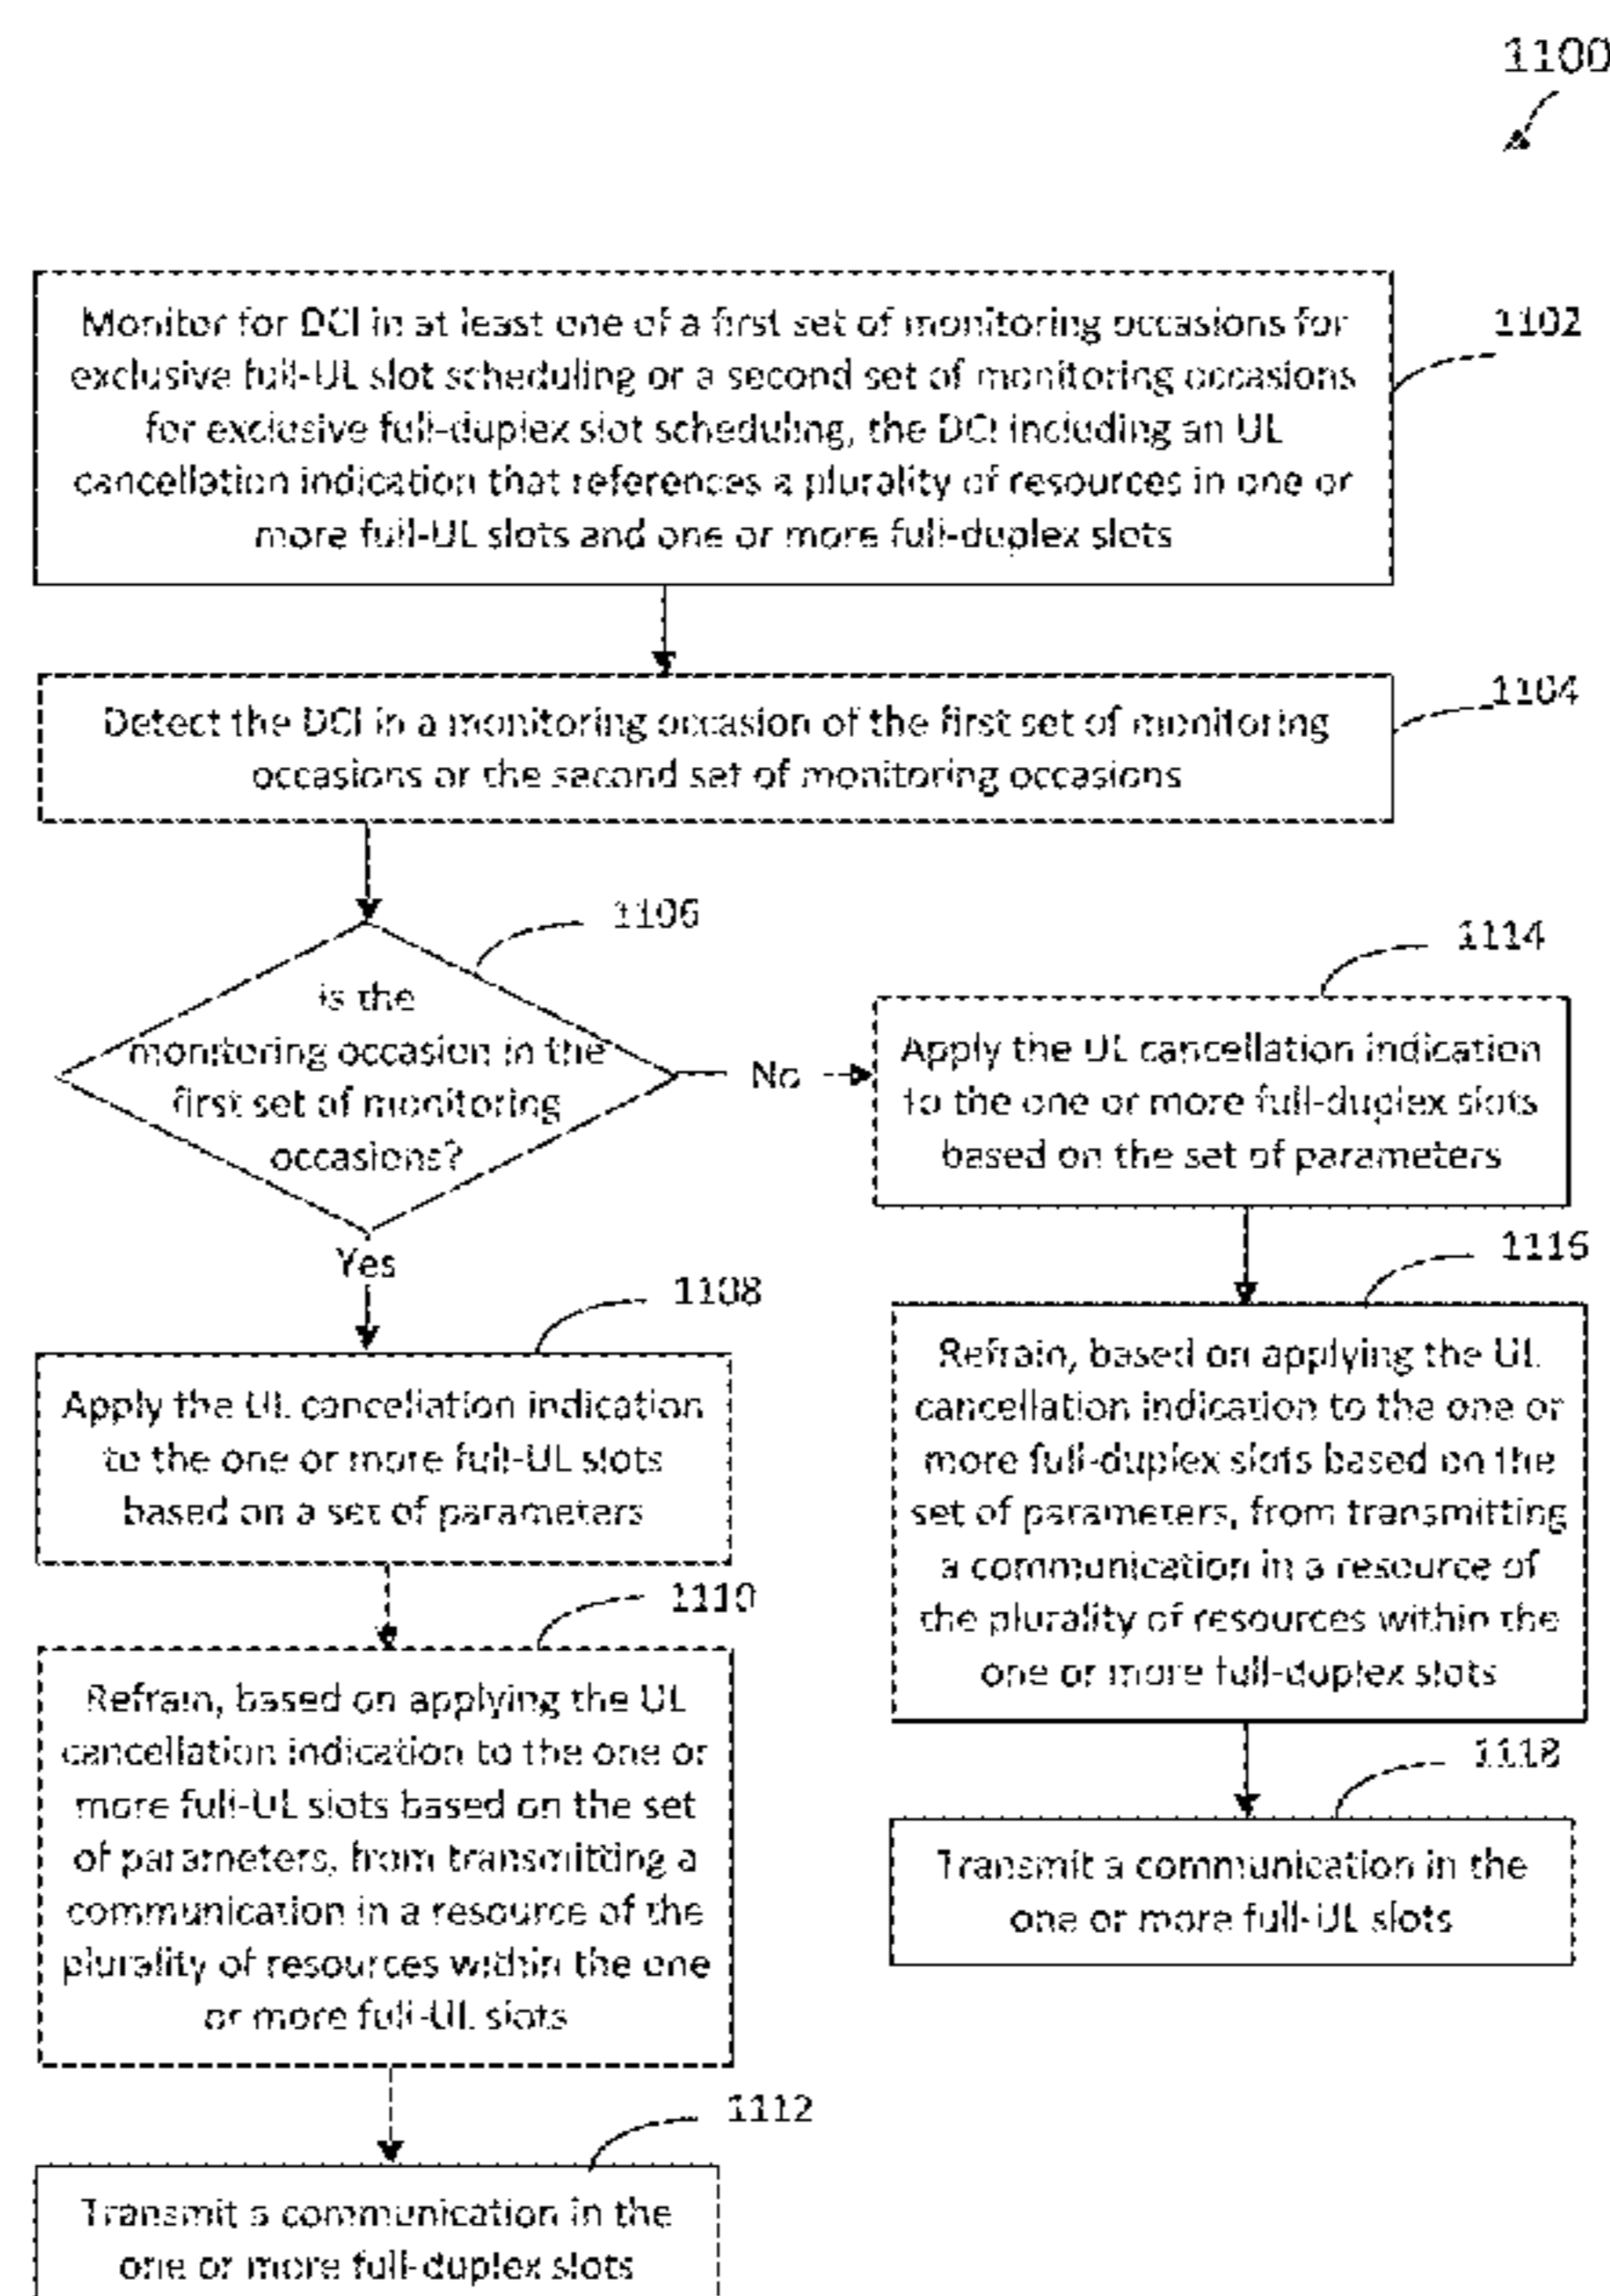 1100
Monitor for DCI in at least one of a first set of monitoring occasions for
exclusive full-UL slot scheduling or a second set of monitoring occasions
for exclusive full-duplex slot scheduling, the DCI including an UL
cancellation indication that references a plurality of resources in one or
more full-UL slots and one or more full-duplex slots
1102
Detect the DCI in a monitoring occasion of the first set of monitoring
occasions or the second set of monitoring occasions
1104
1106
is the
monitoring occasion in the
first set of monitoring
occasions?
No
Yes
1114
Apply the UL cancellation indication
to the one or more full-duplex slots
based on the set of parameters
1116
Refrain, based on applying the UL
cancellation indication to the one or
more full-duplex slots based on the
set of parameters, from transmitting
a communication in a resource of
the plurality of resources within the
one or more full-duplex slots
1118
Transmit a communication in the
one or more full-UL slots
1108
Apply the UL cancellation indication
to the one or more full-UL slots
based on a set of parameters
1110
Refrain, based on applying the UL
cancellation indication to the one or
more full-UL slots based on the set
of parameters, from transmitting a
communication in a resource of the
plurality of resources within the one
or more full-UL slots
1112
Transmit a communication in the
one or more full-duplex slots